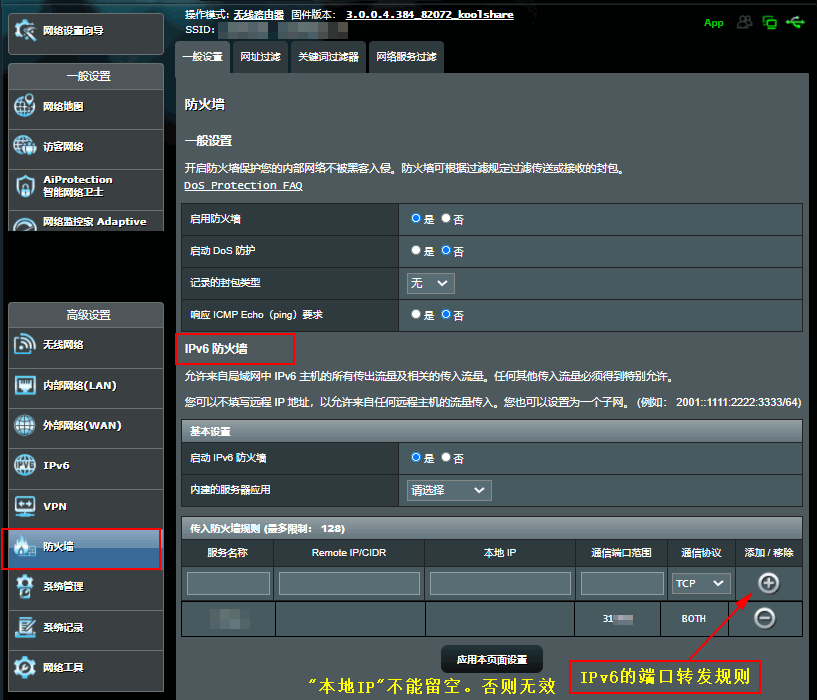 操作模式: 无线路由器 固件版本: 3.0.0.4.384_82072_koolshare
SSID:
App
网络设置向导
一般设置
网络地图
访客网络
AiProtection
智能网络卫士
网络监控家 Adaptive
高级设置
无线网络
内部网络(LAN)
外部网络(WAN)
IPv6
VPN
防火墙
系统管理
系统记录
网络工具
一般设置 网址过滤 关键词过滤器 网络服务过滤
防火墙
一般设置
开启防火墙保护您的内部网络不被黑客入侵。防火墙可根据过滤规定过滤传送或接收的封包。
DoS Protection FAQ
启用防火墙 是 否
启动 DoS 防护 是 否
记录的封包类型 无
响应 ICMP Echo（ping）要求 是 否
IPv6 防火墙
允许来自局域网中 IPv6 主机的所有传出流量及相关的传入流量。任何其他传入流量必须得到特别允许。
您可以不填写远程 IP 地址，以允许来自任何远程主机的流量传入。您也可以设置为一个子网。 (例如： 2001::1111:2222:3333/64)
基本设置
启动 IPv6 防火墙 是 否
内建的服务器应用 请选择
传入防火墙规则 (最多限制： 128)
服务名称 Remote IP/CIDR 本地 IP 通信端口范围 通信协议 添加 / 移除
TCP
31 BOTH
应用本页面设置
"本地IP"不能留空。否则无效
IPv6的端口转发规则